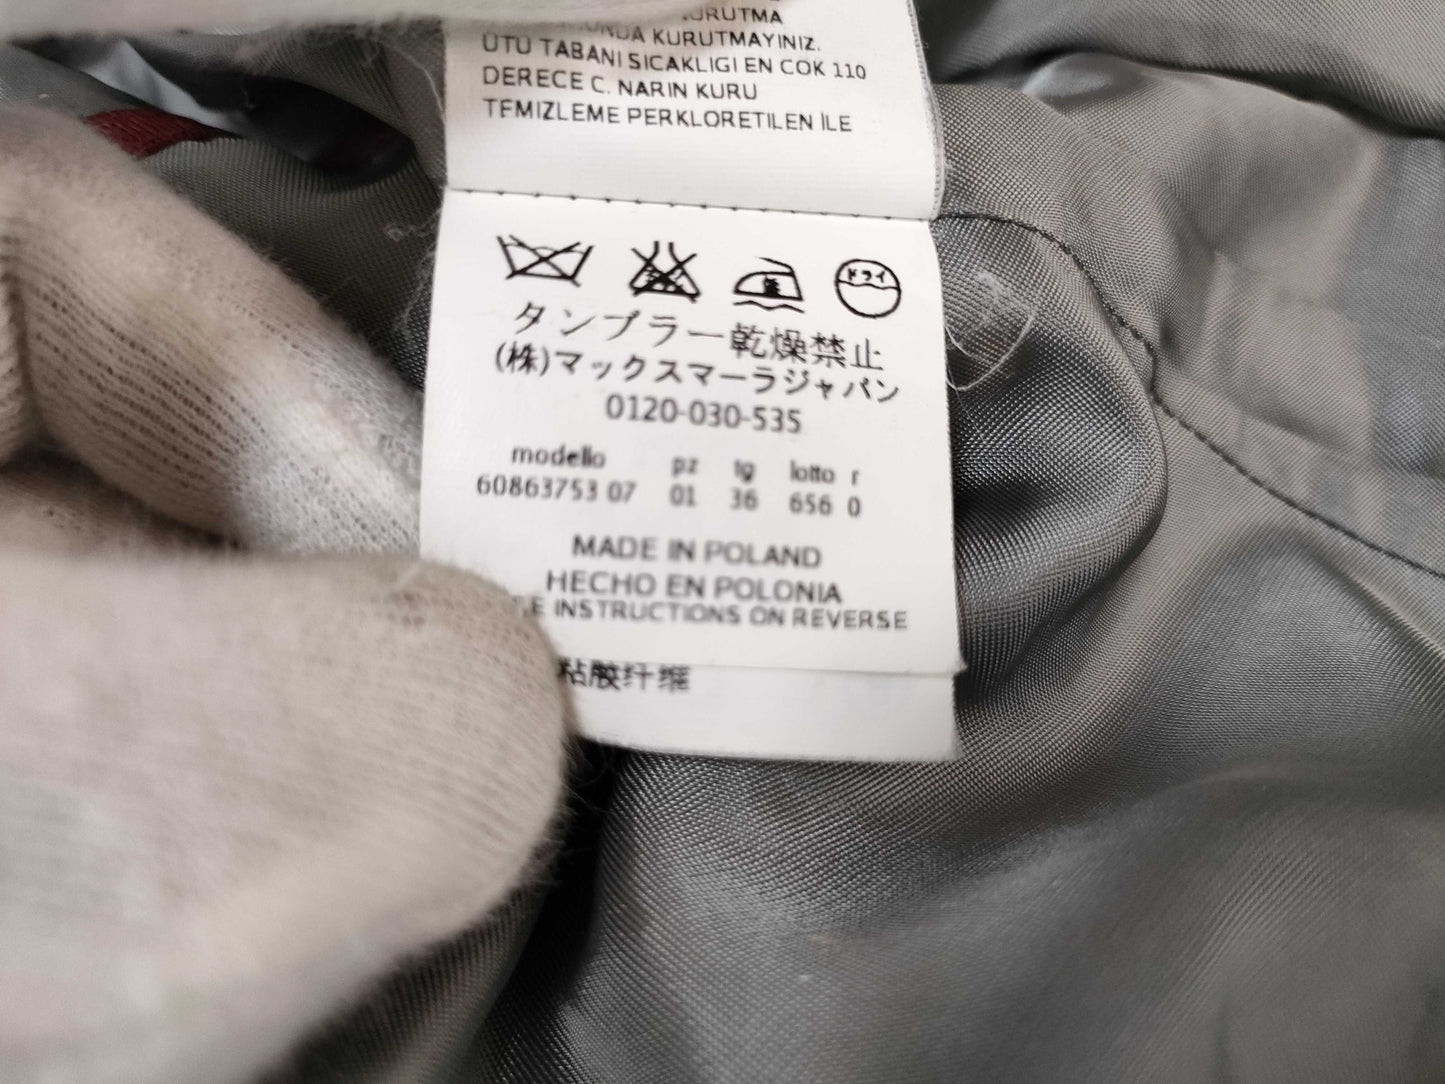 KURUTMA
KURUTMAYINIZ.
ÜTÜ TABANI SICAKLIGI EN COK 110
DERECE C. NARIN KURU
TEMIZLEME PERKLORETILEN İLE
ドライ
タンブラー乾燥禁止
(株)マックスマーラジャパン
0120-030-535
modello pz tg lotto r
60863753 07 01 36 656 0
MADE IN POLAND
HECHO EN POLONIA
INSTRUCTIONS ON REVERSE
粘胶纤维